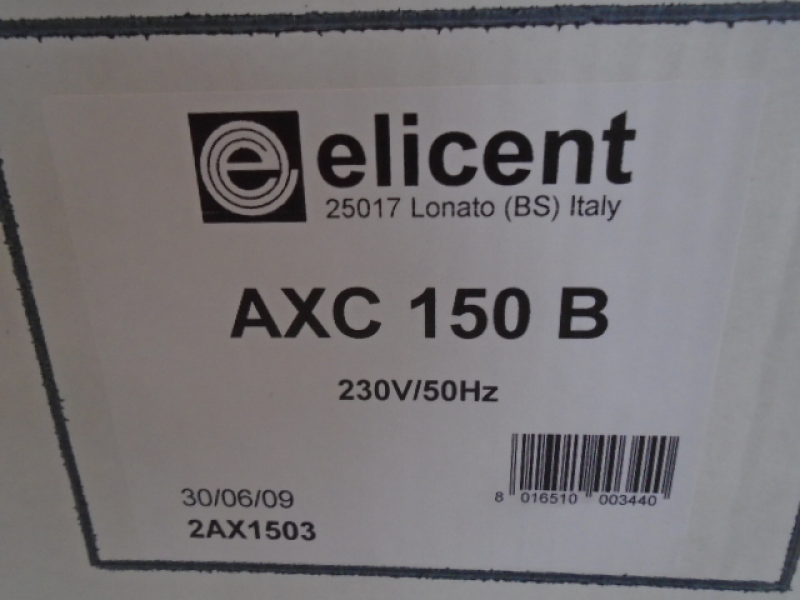 e elicent
25017 Lonato (BS) Italy
AXC 150 B
230V/50Hz
30/06/09
2AX1503
8 016510 003440